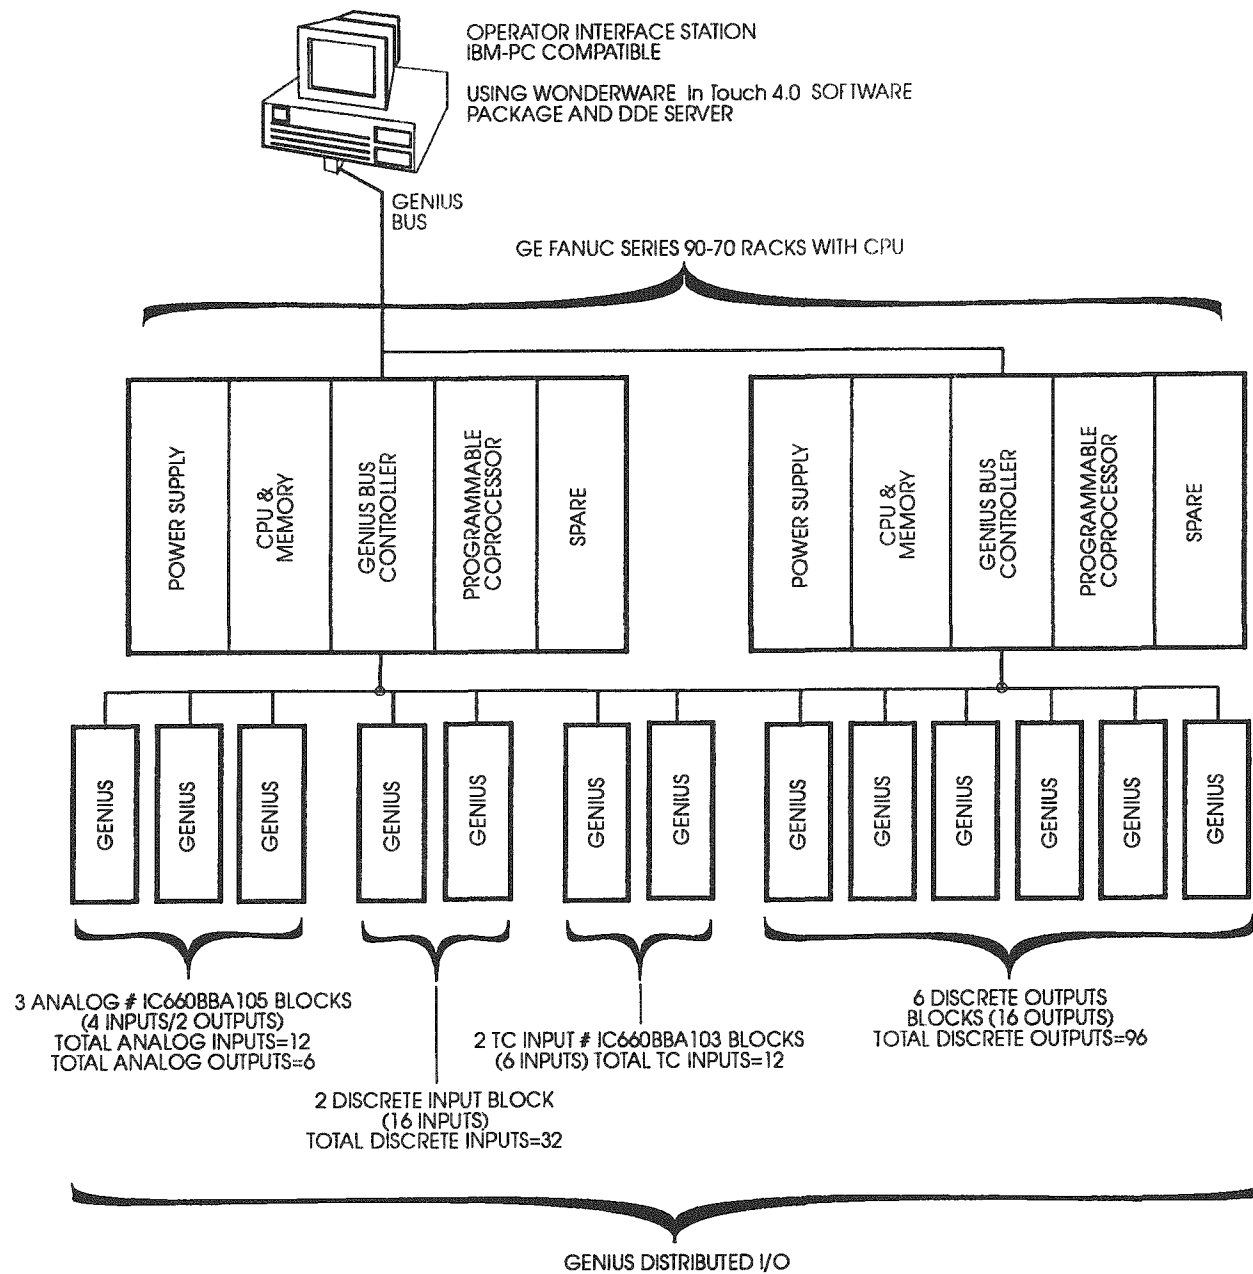 OPERATOR INTERFACE STATION
IBM-PC COMPATIBLE
USING WONDERWARE In Touch 4.0 SOFTWARE
PACKAGE AND DDE SERVER
GENIUS
BUS
GE FANUC SERIES 90-70 RACKS WITH CPU
POWER SUPPLY
CPU &
MEMORY
GENIUS BUS
CONTROLLER
PROGRAMMABLE
COPROCESSOR
SPARE
POWER SUPPLY
CPU &
MEMORY
GENIUS BUS
CONTROLLER
PROGRAMMABLE
COPROCESSOR
SPARE
GENIUS
GENIUS
GENIUS
GENIUS
GENIUS
GENIUS
GENIUS
GENIUS
GENIUS
GENIUS
GENIUS
GENIUS
GENIUS
3 ANALOG # IC660BBA105 BLOCKS
(4 INPUTS/2 OUTPUTS)
TOTAL ANALOG INPUTS=12
TOTAL ANALOG OUTPUTS=6
2 DISCRETE INPUT BLOCK
(16 INPUTS)
TOTAL DISCRETE INPUTS=32
2 TC INPUT # IC660BBA103 BLOCKS
(6 INPUTS) TOTAL TC INPUTS=12
6 DISCRETE OUTPUTS
BLOCKS (16 OUTPUTS)
TOTAL DISCRETE OUTPUTS=96
GENIUS DISTRIBUTED I/O